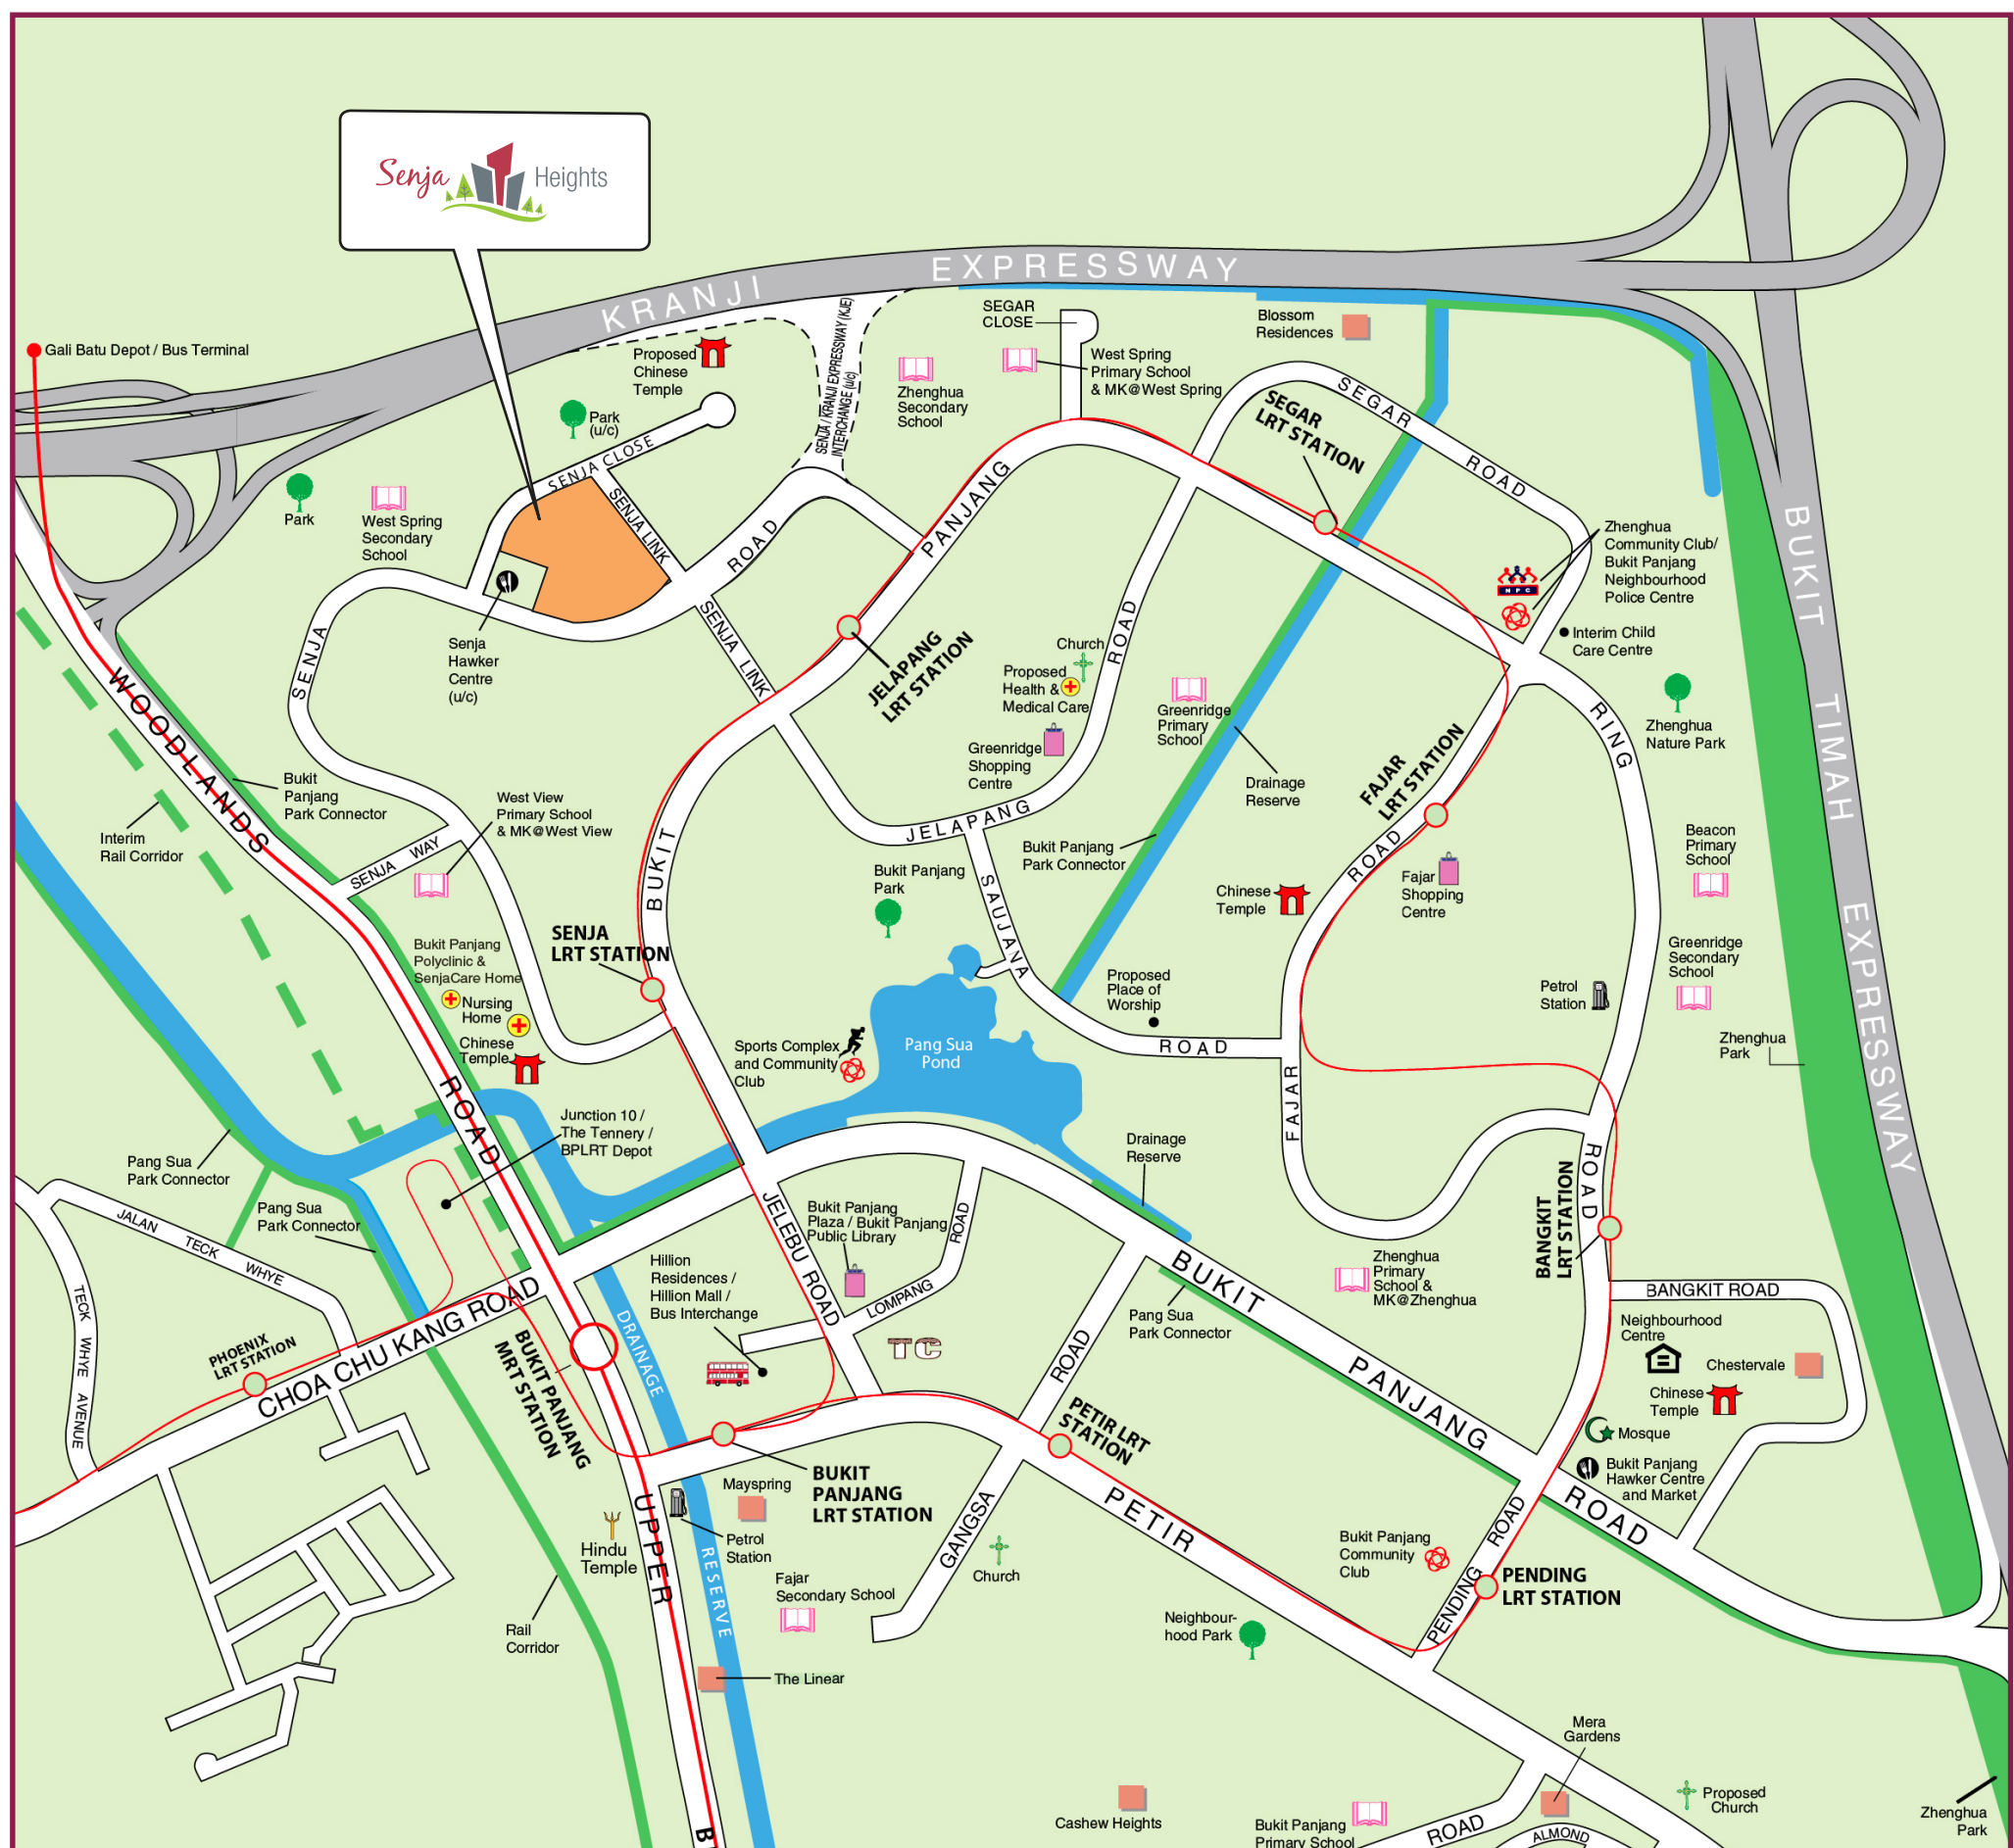 Senja Heights
KRANJI EXPRESSWAY
SENJA / KRANJI EXPRESSWAY (KJE)
INTERCHANGE (u/c)
SEGAR
CLOSE
Blossom
Residences
Gali Batu Depot / Bus Terminal
Proposed
Chinese
Temple
Zhenghua
Secondary
School
West Spring
Primary School
& MK@West Spring
SEGAR ROAD
SEGAR
LRT STATION
Park
(u/c)
SENJA CLOSE
SENJA LINK
Park
West Spring
Secondary
School
ROAD
PANJANG
BUKIT TIMAH EXPRESSWAY
Zhenghua
Community Club/
Bukit Panjang
Neighbourhood
Police Centre
NPC
Interim Child
Care Centre
Senja
Hawker
Centre
(u/c)
SENJA
SENJA LINK
JELAPANG
LRT STATION
Church
Proposed
Health &
Medical Care
ROAD
Greenridge
Primary
School
Zhenghua
Nature Park
RING
WOODLANDS
Greenridge
Shopping
Centre
Drainage
Reserve
FAJAR
LRT STATION
Bukit
Panjang
Park Connector
Interim
Rail Corridor
West View
Primary School
& MK@West View
SENJA WAY
BUKIT
JELAPANG
Bukit Panjang
Park Connector
Bukit Panjang
Park
SAUJANA
ROAD
Chinese
Temple
Fajar
Shopping
Centre
Beacon
Primary
School
Greenridge
Secondary
School
SENJA
LRT STATION
Bukit Panjang
Polyclinic &
SenjaCare Home
Nursing
Home
Chinese
Temple
Proposed
Place of
Worship
Petrol
Station
Sports Complex
and Community
Club
Pang Sua
Pond
ROAD
Zhenghua
Park
ROAD
FAJAR
Junction 10 /
The Tennery /
BPLRT Depot
Pang Sua
Park Connector
Drainage
Reserve
ROAD
BANGKIT
LRT STATION
JALAN TECK WHYE
Pang Sua
Park Connector
JELEBU ROAD
Bukit Panjang
Plaza / Bukit Panjang
Public Library
ROAD
LOMPANG
Hillion
Residences /
Hillion Mall /
Bus Interchange
BUKIT PANJANG ROAD
Zhenghua
Primary
School &
MK@Zhenghua
BANGKIT ROAD
Pang Sua
Park Connector
Neighbourhood
Centre
Chestervale
Chinese
Temple
Mosque
TECK WHYE AVENUE
PHOENIX
LRT STATION
CHOA CHU KANG ROAD
BUKIT PANJANG
MRT STATION
DRAINAGE RESERVE
TC
ROAD
PETIR LRT
STATION
Bukit Panjang
Hawker Centre
and Market
BUKIT
PANJANG
LRT STATION
Mayspring
Petrol
Station
Hindu
Temple
UPPER
GANGSA
PETIR
Church
Bukit Panjang
Community
Club
PENDING ROAD
PENDING
LRT STATION
Fajar
Secondary School
Neighbour-
hood Park
Rail
Corridor
The Linear
Mera
Gardens
Proposed
Church
Cashew Heights
Bukit Panjang
Primary School
ROAD
ALMOND
Zhenghua
Park
B